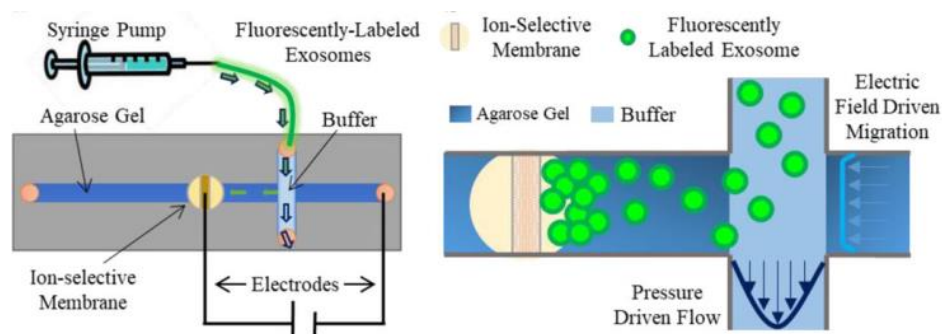 Syringe Pump
Fluorescently-Labeled
Exosomes
Agarose Gel
Buffer
Ion-selective
Membrane
Electrodes
Ion-Selective
Membrane
Fluorescently
Labeled Exosome
Agarose Gel
Buffer
Electric
Field Driven
Migration
Pressure
Driven Flow